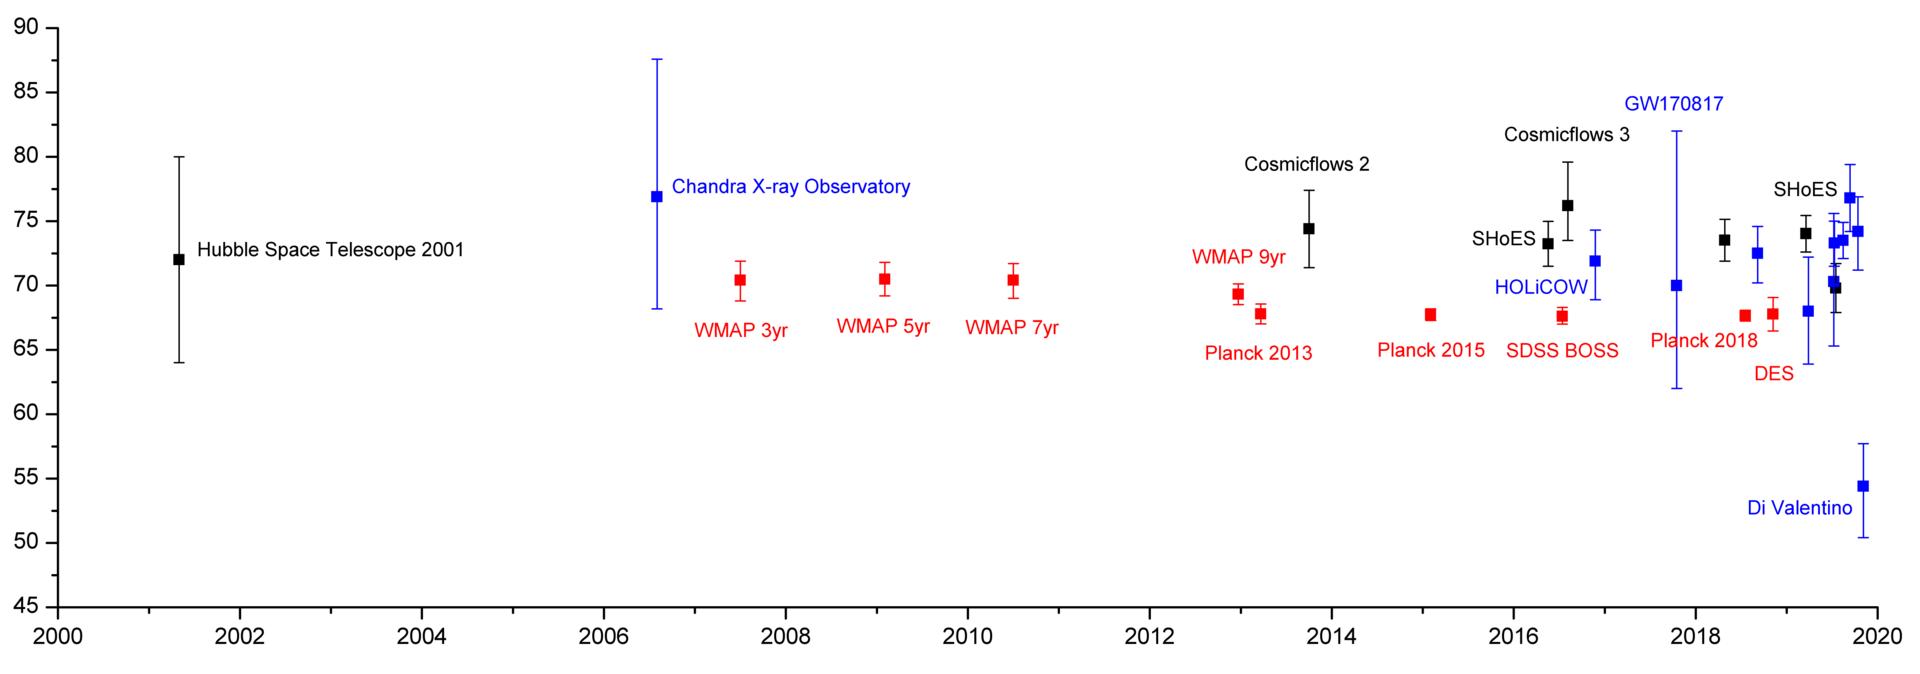 90
85
80
75
70
65
60
55
50
45
2000
2002
2004
2006
2008
2010
2012
2014
2016
2018
2020
Hubble Space Telescope 2001
Chandra X-ray Observatory
WMAP 3yr
WMAP 5yr
WMAP 7yr
WMAP 9yr
Planck 2013
Cosmicflows 2
Planck 2015
SHoES
Cosmicflows 3
SDSS BOSS
HOLiCOW
GW170817
Planck 2018
DES
SHoES
Di Valentino